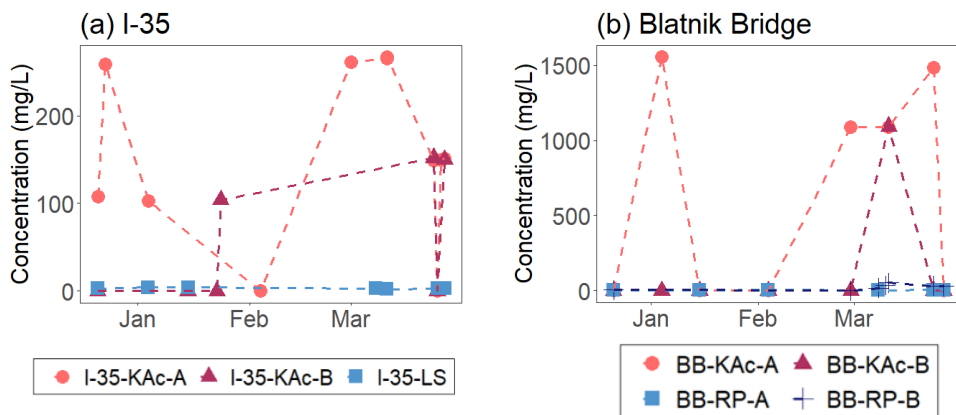 (a) I-35
Concentration (mg/L)
200
100
0
Jan Feb Mar
I-35-KAc-A I-35-KAc-B I-35-LS
(b) Blatnik Bridge
Concentration (mg/L)
1500
1000
500
0
Jan Feb Mar
BB-KAc-A BB-KAc-B
BB-RP-A BB-RP-B